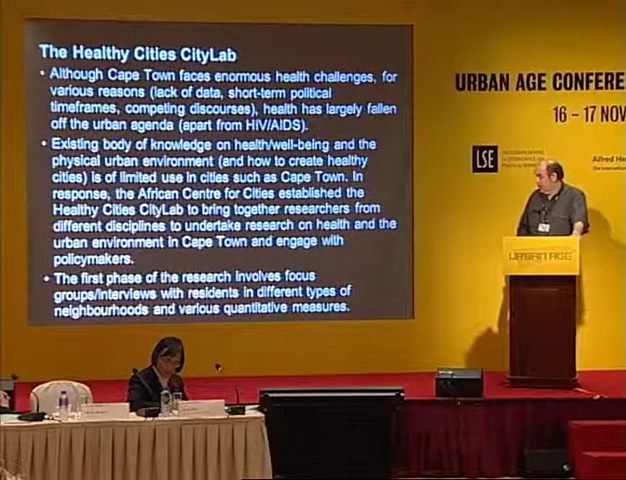 The Healthy Cities CityLab
• Although Cape Town faces enormous health challenges, for
various reasons (lack of data, short-term political
timeframes, competing discourses), health has largely fallen
off the urban agenda (apart from HIV/AIDS).
• Existing body of knowledge on health/well-being and the
physical urban environment (and how to create healthy
cities) is of limited use in cities such as Cape Town. In
response, the African Centre for Cities established the
Healthy Cities CityLab to bring together researchers from
different disciplines to undertake research on health and the
urban environment in Cape Town and engage with
policymakers.
• The first phase of the research involves focus
groups/interviews with residents in different types of
neighbourhoods and various quantitative measures.
URBAN AGE CONFERE
16 – 17 NOV
LSE
Alfred He
URBAN AGE